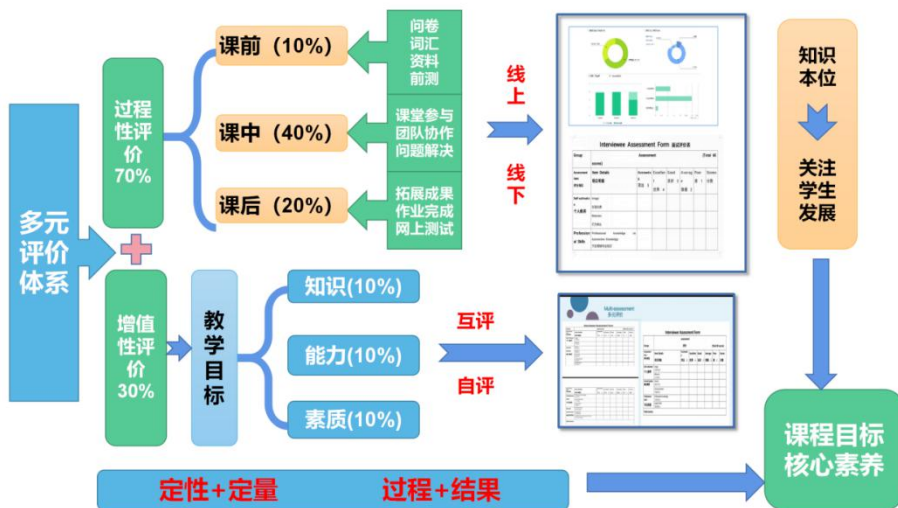 多元
评价
体系
过程
性评
价
70%
增值
性评
价
30%
课前（10%）
课中（40%）
课后（20%）
问卷
词汇
资料
前测
课堂参与
团队协作
问题解决
拓展成果
作业完成
网上测试
线
上
线
下
Interviewee Assessment Form
Group
Assessment
知识
本位
关注
学生
发展
教
学
目
标
知识(10%)
能力(10%)
素质(10%)
互评
自评
Multi-assessment
Interviewee Assessment Form
课程目标
核心素养
定性+定量 过程+结果